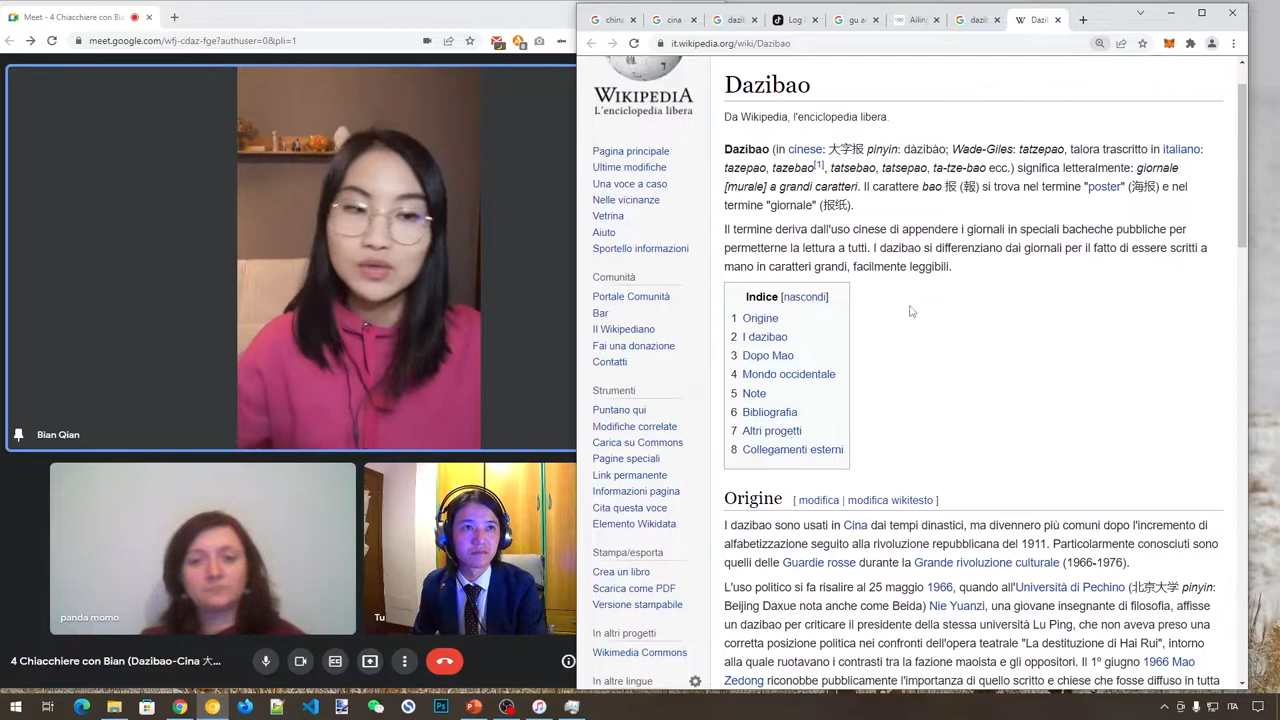 Meet - 4 Chiacchiere con Bian
meet.google.com/wfj-cdaz-fge?authuser=0&pli=1
Bian Qian
panda momo
Tu
4 Chiacchiere con Bian (Dazibao-Cina 大...
china
cina
dazil
Log i
gu a
Ailin
dazib
Dazil
it.wikipedia.org/wiki/Dazibao
WIKIPEDIA
L'enciclopedia libera
Pagina principale
Ultime modifiche
Una voce a caso
Nelle vicinanze
Vetrina
Aiuto
Sportello informazioni
Comunità
Portale Comunità
Bar
Il Wikipediano
Fai una donazione
Contatti
Strumenti
Puntano qui
Modifiche correlate
Carica su Commons
Pagine speciali
Link permanente
Informazioni pagina
Cita questa voce
Elemento Wikidata
Stampa/esporta
Crea un libro
Scarica come PDF
Versione stampabile
In altri progetti
Wikimedia Commons
In altre lingue
Dazibao
Da Wikipedia, l'enciclopedia libera.
Dazibao (in cinese: 大字报 pinyin: dàzìbào; Wade-Giles: tatzepao, talora trascritto in italiano:
tazepao, tazebao[1], tatsebao, tatsepao, ta-tze-bao ecc.) significa letteralmente: giornale
[murale] a grandi caratteri. Il carattere bao 报 (報) si trova nel termine "poster" (海报) e nel
termine "giornale" (报纸).
Il termine deriva dall'uso cinese di appendere i giornali in speciali bacheche pubbliche per
permetterne la lettura a tutti. I dazibao si differenziano dai giornali per il fatto di essere scritti a
mano in caratteri grandi, facilmente leggibili.
Indice [nascondi]
1 Origine
2 I dazibao
3 Dopo Mao
4 Mondo occidentale
5 Note
6 Bibliografia
7 Altri progetti
8 Collegamenti esterni
Origine [ modifica | modifica wikitesto ]
I dazibao sono usati in Cina dai tempi dinastici, ma divennero più comuni dopo l'incremento di
alfabetizzazione seguito alla rivoluzione repubblicana del 1911. Particolarmente conosciuti sono
quelli delle Guardie rosse durante la Grande rivoluzione culturale (1966-1976).
L'uso politico si fa risalire al 25 maggio 1966, quando all'Università di Pechino (北京大学 pinyin:
Beijing Daxue nota anche come Beida) Nie Yuanzi, una giovane insegnante di filosofia, affisse
un dazibao per criticare il presidente della stessa università Lu Ping, che non aveva preso una
corretta posizione politica nei confronti dell'opera teatrale "La destituzione di Hai Rui", intorno
alla quale ruotavano i contrasti tra la fazione maoista e gli oppositori. Il 1º giugno 1966 Mao
Zedong riconobbe pubblicamente l'importanza di quello scritto e chiese che fosse diffuso in tutta
ITA